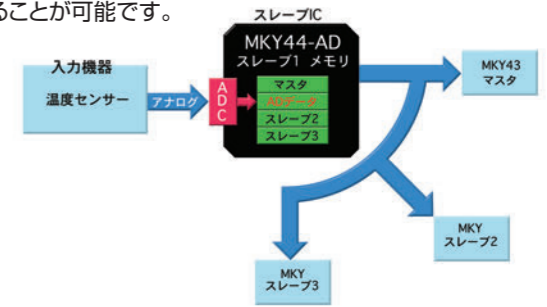 ることが可能です。
スレーブIC
MKY44-AD
スレーブ1 メモリ
マスタ
ADデータ
スレーブ2
スレーブ3
入力機器
温度センサー
アナログ
ADC
MKY43
マスタ
MKY
スレーブ2
MKY
スレーブ3